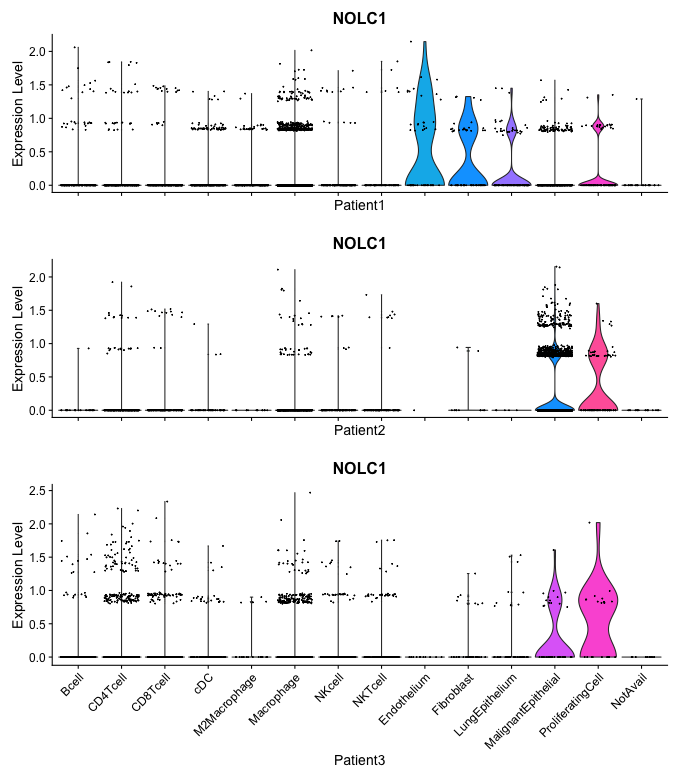 NOLC1
Expression Level
2.0
1.5
1.0
0.5
0.0
Patient1
NOLC1
Expression Level
2.0
1.5
1.0
0.5
0.0
Patient2
NOLC1
Expression Level
2.5
2.0
1.5
1.0
0.5
0.0
Bcell
CD4Tcell
CD8Tcell
cDC
M2Macrophage
Macrophage
NKcell
NKTcell
Endothelium
Fibroblast
LungEpithelium
MalignantEpithelial
ProliferatingCell
NotAvail
Patient3